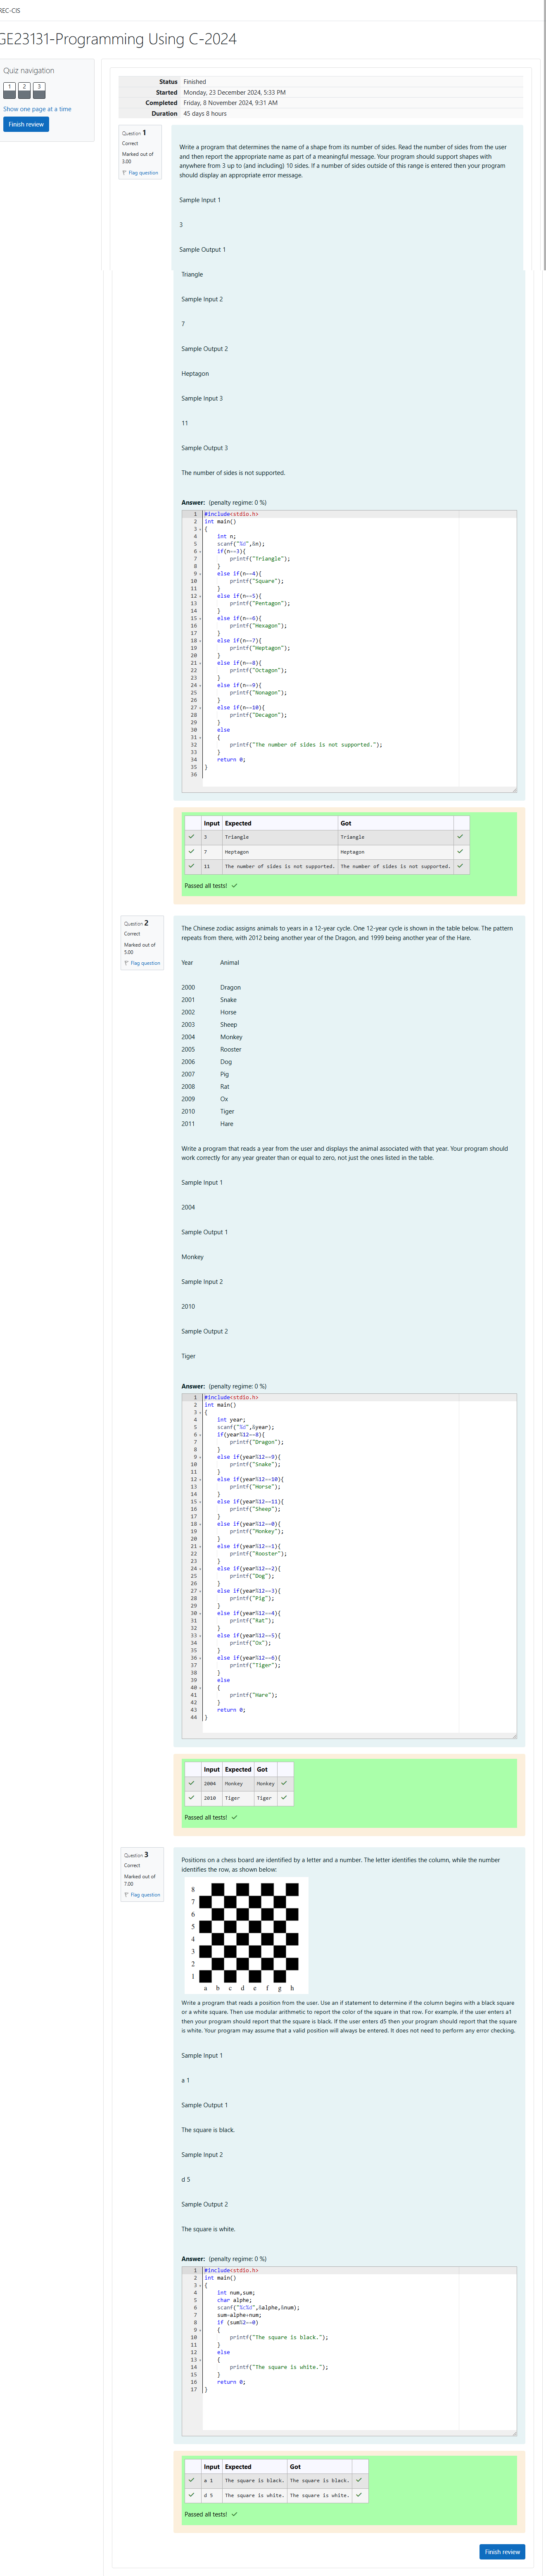 REC-CIS
GE23131-Programming Using C-2024
Quiz navigation
1 2 3
Show one page at a time
Finish review
Status Finished
Started Monday, 23 December 2024, 5:33 PM
Completed Friday, 8 November 2024, 9:31 AM
Duration 45 days 8 hours
Question 1
Correct
Marked out of
3.00
Flag question
Write a program that determines the name of a shape from its number of sides. Read the number of sides from the user
and then report the appropriate name as part of a meaningful message. Your program should support shapes with
anywhere from 3 up to (and including) 10 sides. If a number of sides outside of this range is entered then your program
should display an appropriate error message.
Sample Input 1
3
Sample Output 1
Triangle
Sample Input 2
7
Sample Output 2
Heptagon
Sample Input 3
11
Sample Output 3
The number of sides is not supported.
Answer: (penalty regime: 0 %)
1 #include<stdio.h>
2 int main()
3 {
4 int n;
5 scanf("%d",&n);
6 if(n==3){
7 printf("Triangle");
8 }
9 else if(n==4){
10 printf("Square");
11 }
12 else if(n==5){
13 printf("Pentagon");
14 }
15 else if(n==6){
16 printf("Hexagon");
17 }
18 else if(n==7){
19 printf("Heptagon");
20 }
21 else if(n==8){
22 printf("Octagon");
23 }
24 else if(n==9){
25 printf("Nonagon");
26 }
27 else if(n==10){
28 printf("Decagon");
29 }
30 else
31 {
32 printf("The number of sides is not supported.");
33 }
34 return 0;
35 }
36
Input Expected Got
3 Triangle Triangle
7 Heptagon Heptagon
11 The number of sides is not supported. The number of sides is not supported.
Passed all tests!
Question 2
Correct
Marked out of
5.00
Flag question
The Chinese zodiac assigns animals to years in a 12-year cycle. One 12-year cycle is shown in the table below. The pattern
repeats from there, with 2012 being another year of the Dragon, and 1999 being another year of the Hare.
Year Animal
2000 Dragon
2001 Snake
2002 Horse
2003 Sheep
2004 Monkey
2005 Rooster
2006 Dog
2007 Pig
2008 Rat
2009 Ox
2010 Tiger
2011 Hare
Write a program that reads a year from the user and displays the animal associated with that year. Your program should
work correctly for any year greater than or equal to zero, not just the ones listed in the table.
Sample Input 1
2004
Sample Output 1
Monkey
Sample Input 2
2010
Sample Output 2
Tiger
Answer: (penalty regime: 0 %)
1 #include<stdio.h>
2 int main()
3 {
4 int year;
5 scanf("%d",&year);
6 if(year%12==8){
7 printf("Dragon");
8 }
9 else if(year%12==9){
10 printf("Snake");
11 }
12 else if(year%12==10){
13 printf("Horse");
14 }
15 else if(year%12==11){
16 printf("Sheep");
17 }
18 else if(year%12==0){
19 printf("Monkey");
20 }
21 else if(year%12==1){
22 printf("Rooster");
23 }
24 else if(year%12==2){
25 printf("Dog");
26 }
27 else if(year%12==3){
28 printf("Pig");
29 }
30 else if(year%12==4){
31 printf("Rat");
32 }
33 else if(year%12==5){
34 printf("Ox");
35 }
36 else if(year%12==6){
37 printf("Tiger");
38 }
39 else
40 {
41 printf("Hare");
42 }
43 return 0;
44 }
Input Expected Got
2004 Monkey Monkey
2010 Tiger Tiger
Passed all tests!
Question 3
Correct
Marked out of
7.00
Flag question
Positions on a chess board are identified by a letter and a number. The letter identifies the column, while the number
identifies the row, as shown below:
8
7
6
5
4
3
2
1
a b c d e f g h
Write a program that reads a position from the user. Use an if statement to determine if the column begins with a black square
or a white square. Then use modular arithmetic to report the color of the square in that row. For example, if the user enters a1
then your program should report that the square is black. If the user enters d5 then your program should report that the square
is white. Your program may assume that a valid position will always be entered. It does not need to perform any error checking.
Sample Input 1
a 1
Sample Output 1
The square is black.
Sample Input 2
d 5
Sample Output 2
The square is white.
Answer: (penalty regime: 0 %)
1 #include<stdio.h>
2 int main()
3 {
4 int num,sum;
5 char alphe;
6 scanf("%c%d",&alphe,&num);
7 sum=alphe+num;
8 if (sum%2==0)
9 {
10 printf("The square is black.");
11 }
12 else
13 {
14 printf("The square is white.");
15 }
16 return 0;
17 }
Input Expected Got
a 1 The square is black. The square is black.
d 5 The square is white. The square is white.
Passed all tests!
Finish review